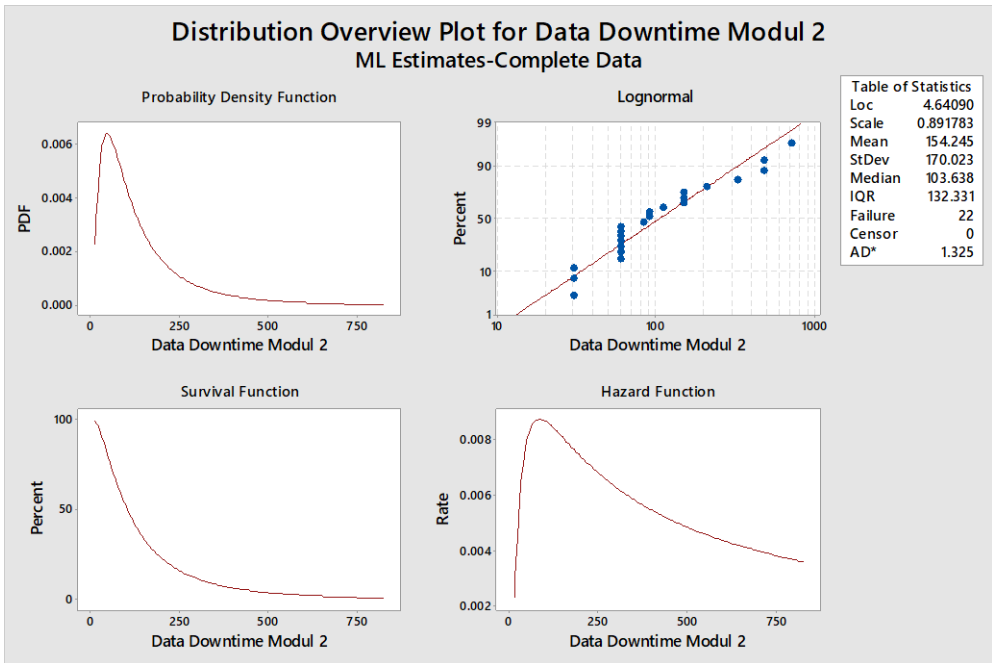 Distribution Overview Plot for Data Downtime Modul 2
ML Estimates-Complete Data
Probability Density Function
0.006
0.004
0.002
0.000
PDF
0 250 500 750
Data Downtime Modul 2
Lognormal
99
90
50
10
1
Percent
10 100 1000
Data Downtime Modul 2
Table of Statistics
Loc 4.64090
Scale 0.891783
Mean 154.245
StDev 170.023
Median 103.638
IQR 132.331
Failure 22
Censor 0
AD* 1.325
Survival Function
100
50
0
Percent
0 250 500 750
Data Downtime Modul 2
Hazard Function
0.008
0.006
0.004
0.002
Rate
0 250 500 750
Data Downtime Modul 2